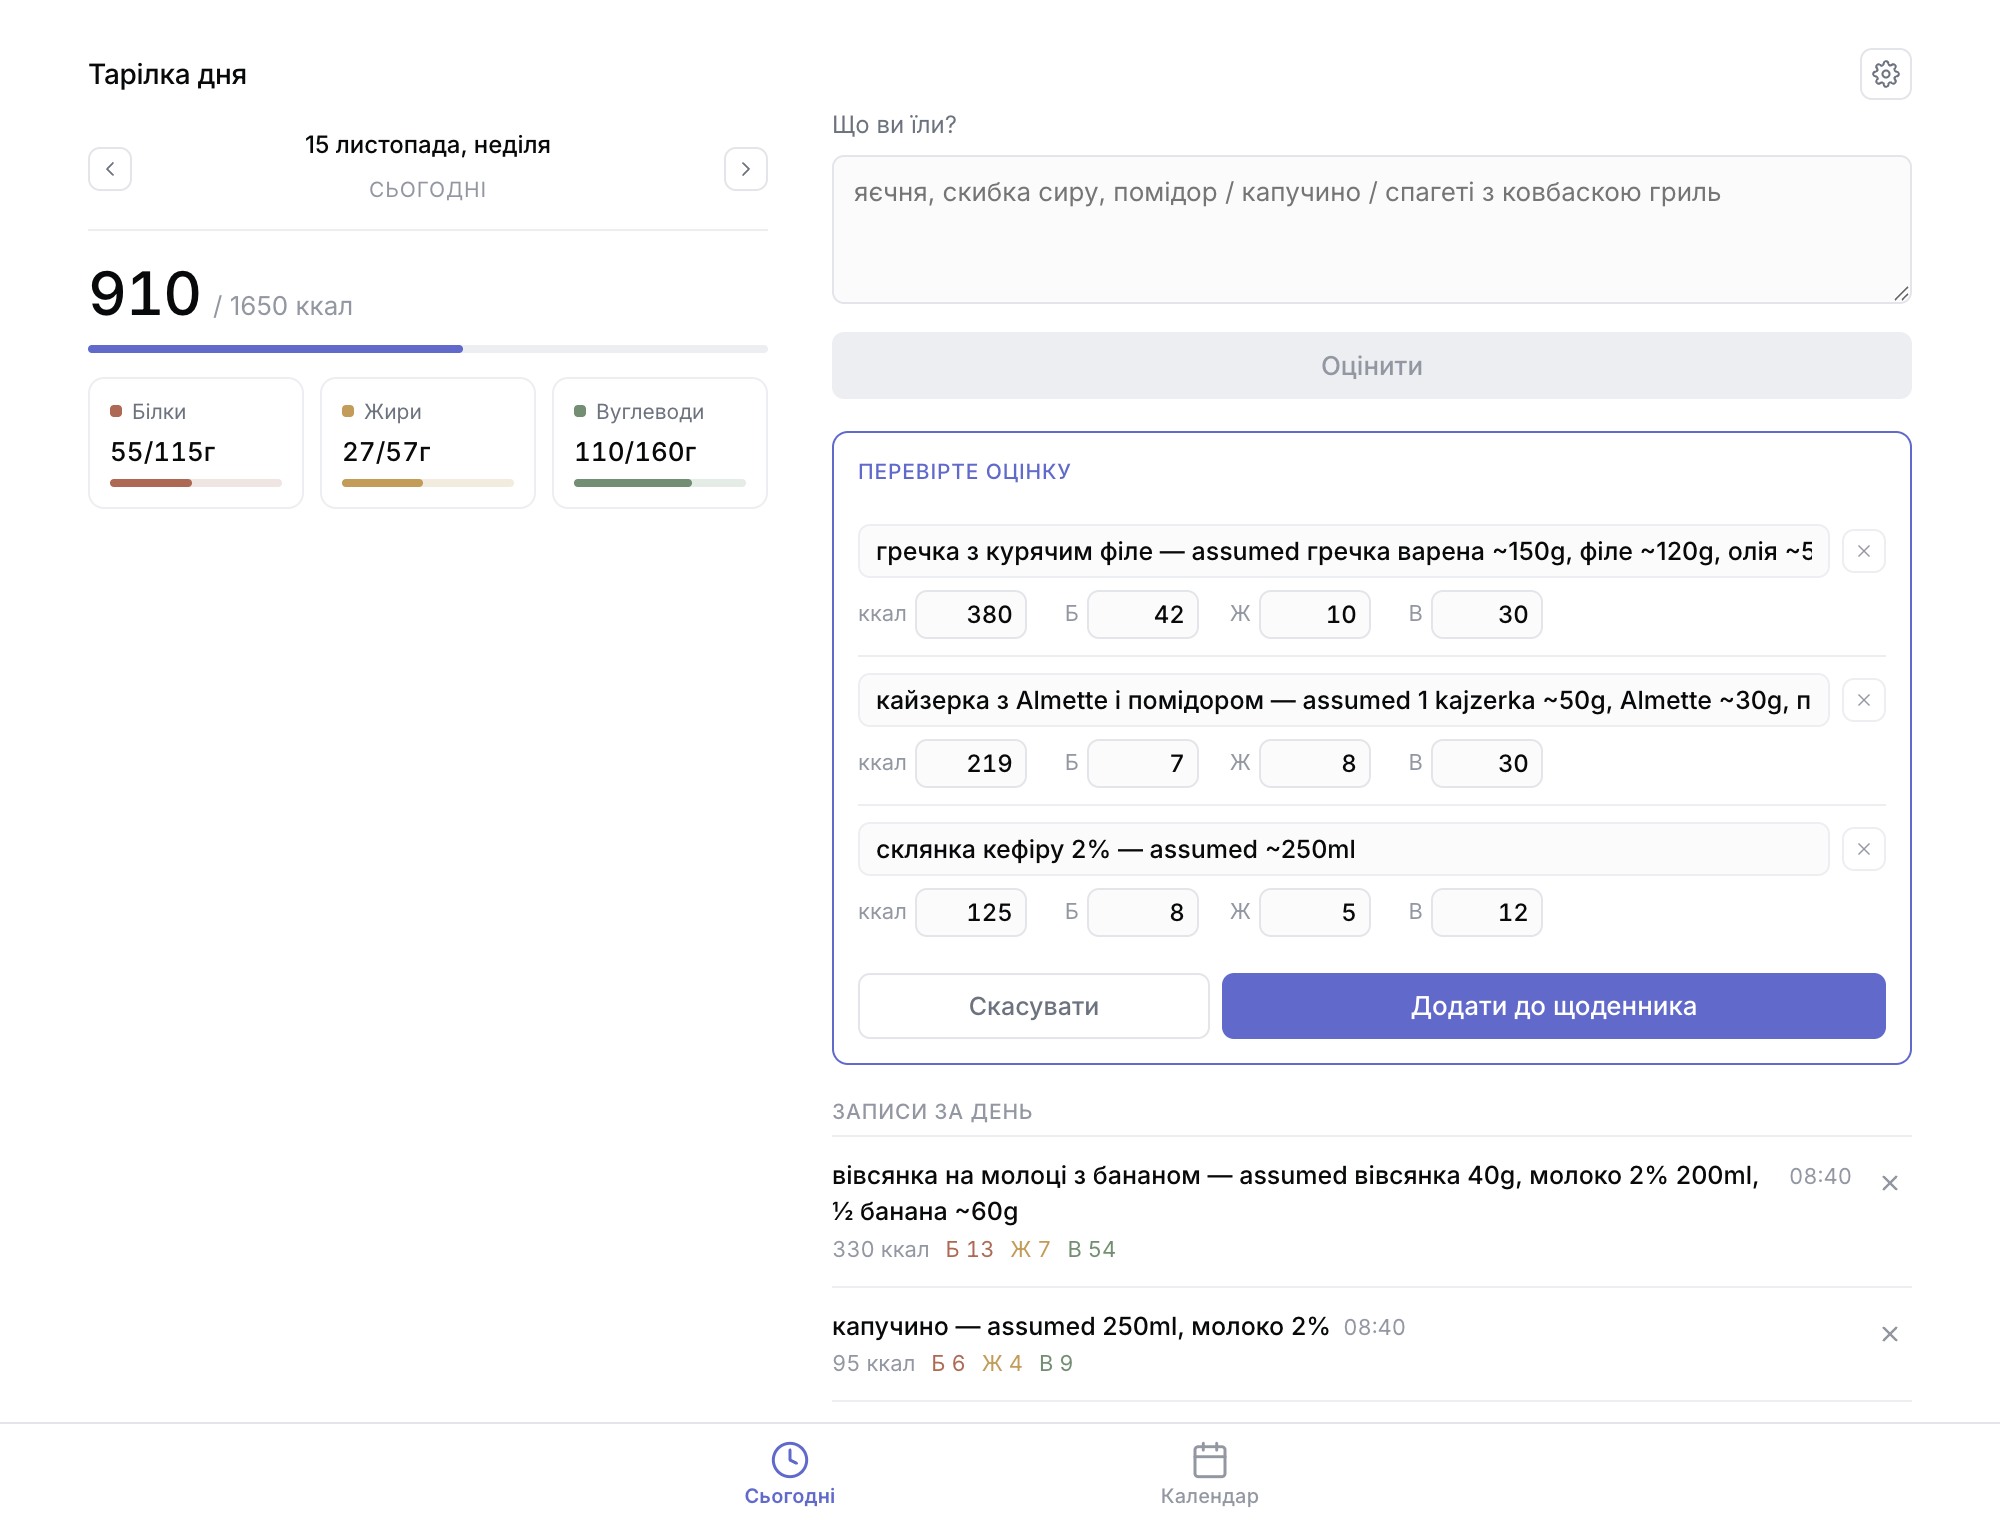 Тарілка дня
15 листопада, неділя
СЬОГОДНІ
910 / 1650 ккал
Білки
55/115г
Жири
27/57г
Вуглеводи
110/160г
Що ви їли?
яєчня, скибка сиру, помідор / капучино / спагеті з ковбаскою гриль
Оцінити
ПЕРЕВІРТЕ ОЦІНКУ
гречка з курячим філе — assumed гречка варена ~150g, філе ~120g, олія ~5
ккал 380 Б 42 Ж 10 В 30
кайзерка з Almette і помідором — assumed 1 kajzerka ~50g, Almette ~30g, п
ккал 219 Б 7 Ж 8 В 30
склянка кефіру 2% — assumed ~250ml
ккал 125 Б 8 Ж 5 В 12
Скасувати
Додати до щоденника
ЗАПИСИ ЗА ДЕНЬ
вівсянка на молоці з бананом — assumed вівсянка 40g, молоко 2% 200ml, 08:40
½ банана ~60g
330 ккал Б 13 Ж 7 В 54
капучино — assumed 250ml, молоко 2% 08:40
95 ккал Б 6 Ж 4 В 9
Сьогодні
Календар